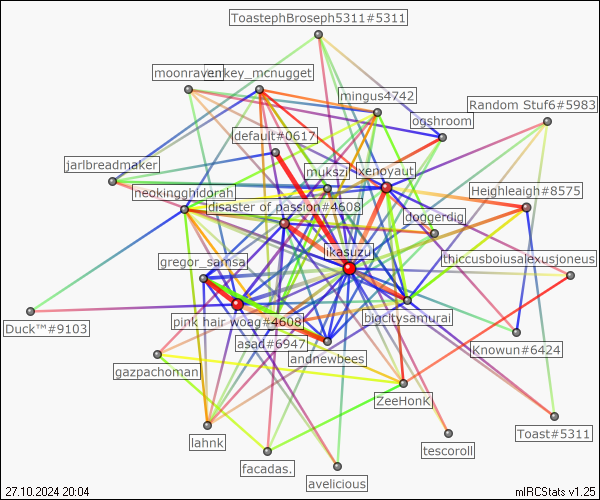 ToastephBroseph5311#5311
moonraven
enkey_mcnugget
mingus4742
Random Stuf6#5983
ogshroom
default#0617
jarlbreadmaker
mukszi
xenoyaut
neokingghidorah
disaster of passion#4608
Heighleigh#8575
doggerdig
ikasuzu
gregor_samsa
thiccusboiusalexusjoneus
pink hair woag#4608
bigcitysamurai
Duck™#9103
asad#6947
andnewbees
Knowun#6424
gazpachoman
ZeeHonK
Toast#5311
lahnk
tescoroll
facadas.
avelicious
27.10.2024 20:04
mIRCStats v1.25